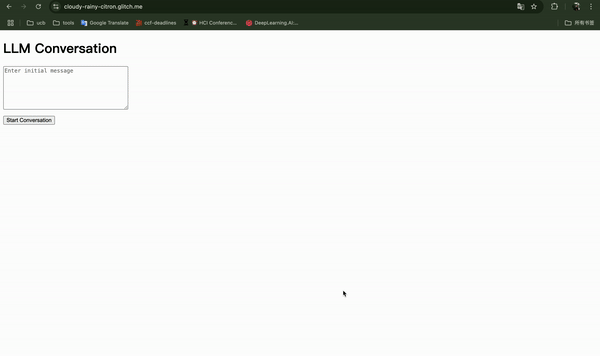 cloudy-rainy-citron.glitch.me
ucb tools Google Translate ccf-deadlines HCI Conferenc... DeepLearning.AI:... 所有书签
LLM Conversation
Enter initial message
Start Conversation